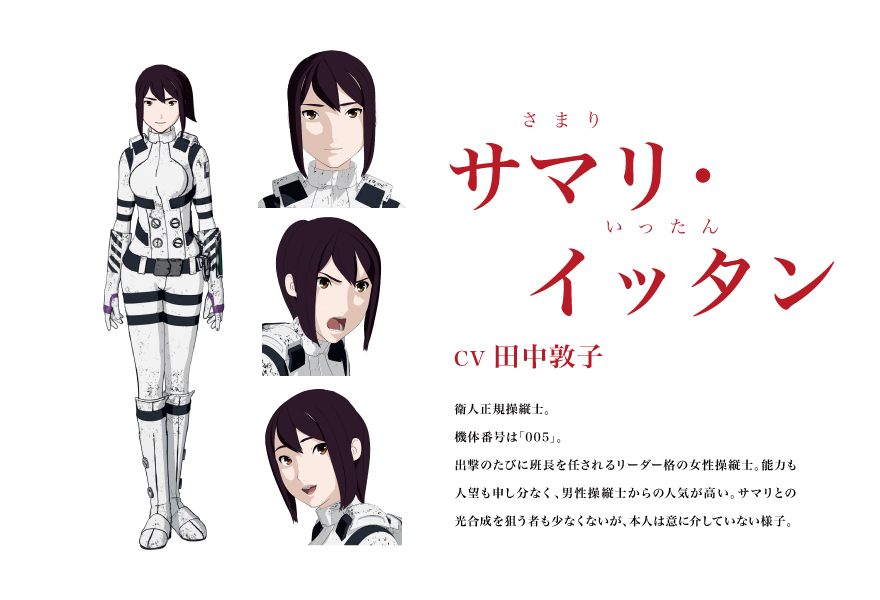 さまり
サマリ・
いったん
イッタン
CV 田中敦子
衛人正規操縦士。
機体番号は「005」。
出撃のたびに班長を任されるリーダー格の女性操縦士。能力も
人望も申し分なく、男性操縦士からの人気が高い。サマリとの
光合成を狙う者も少なくないが、本人は意に介していない様子。